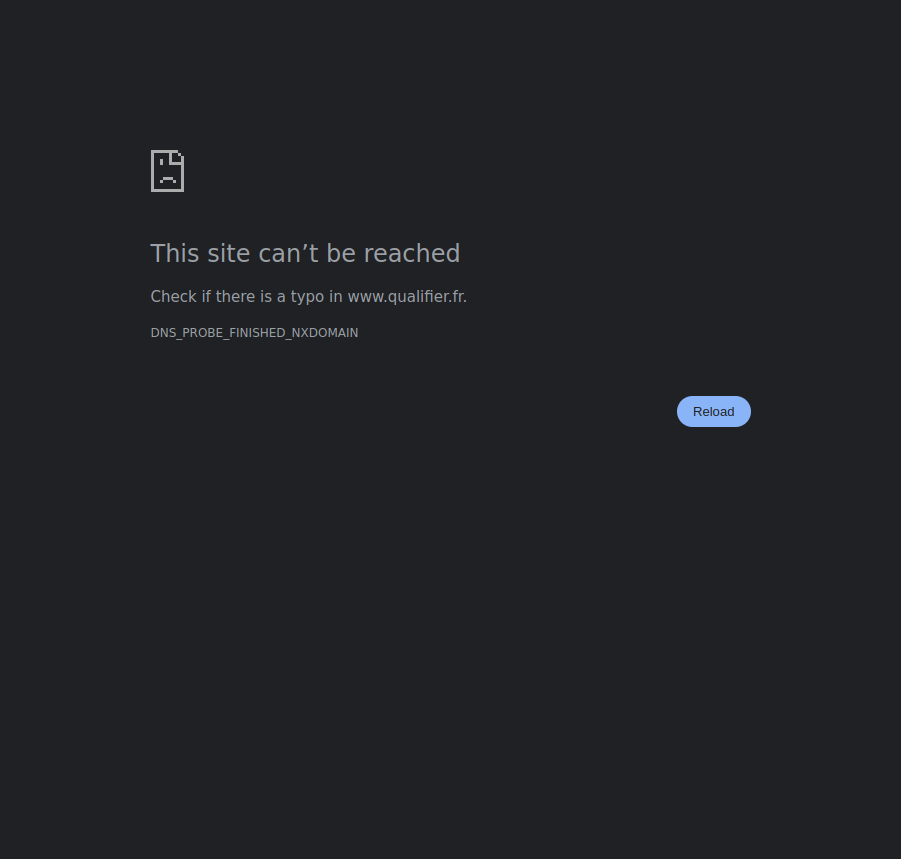 This site can’t be reached
Check if there is a typo in www.qualifier.fr.
DNS_PROBE_FINISHED_NXDOMAIN
Reload